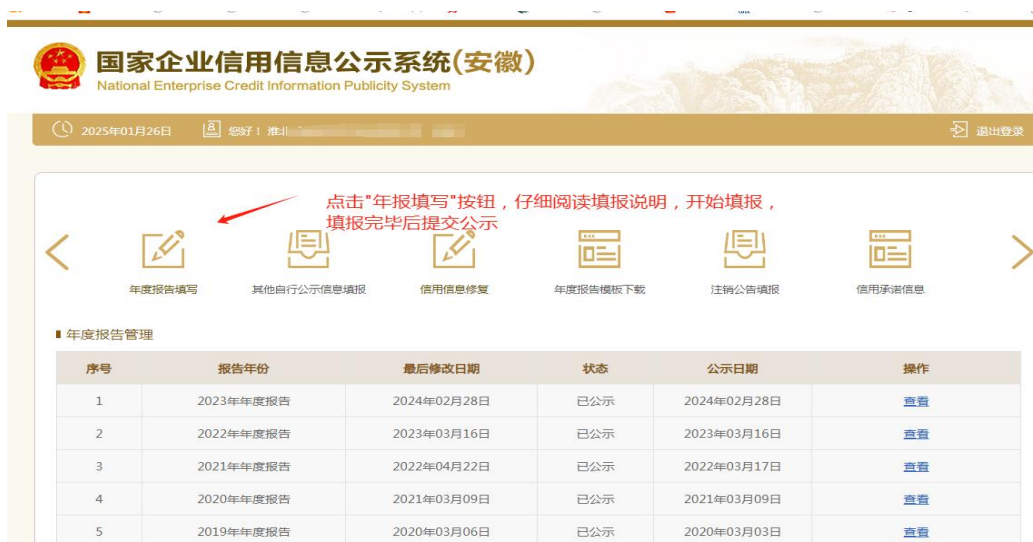 国家企业信用信息公示系统(安徽)
National Enterprise Credit Information Publicity System
2025年01月26日 您好！淮北 退出登录
点击"年报填写"按钮，仔细阅读填报说明，开始填报，
填报完毕后提交公示
年度报告填写 其他自行公示信息填报 信用信息修复 年度报告模板下载 注销公告填报 信用承诺信息
年度报告管理
序号 报告年份 最后修改日期 状态 公示日期 操作
1 2023年年度报告 2024年02月28日 已公示 2024年02月28日 查看
2 2022年年度报告 2023年03月16日 已公示 2023年03月16日 查看
3 2021年年度报告 2022年04月22日 已公示 2022年03月17日 查看
4 2020年年度报告 2021年03月09日 已公示 2021年03月09日 查看
5 2019年年度报告 2020年03月06日 已公示 2020年03月03日 查看